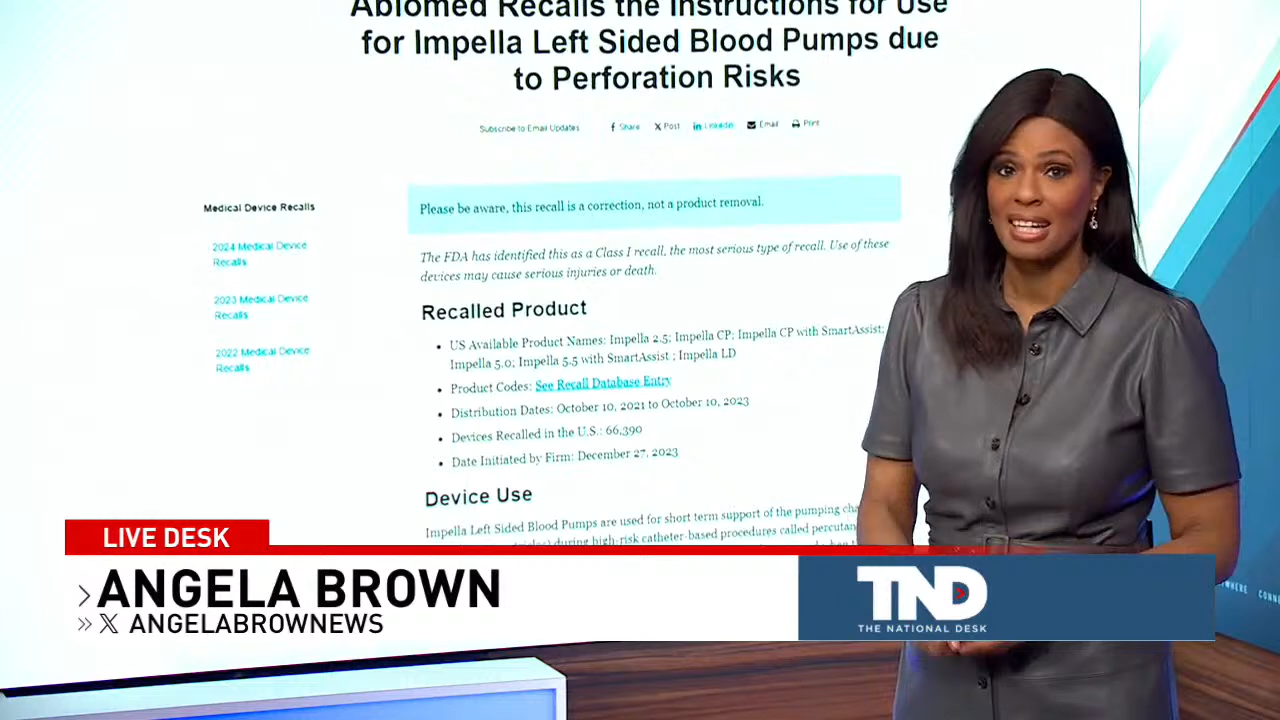 Abiomed Recalls the Instructions for Use
for Impella Left Sided Blood Pumps due
to Perforation Risks
Subscribe to Email Updates
Share
X Post
in Linkedin
Email
Print
Medical Device Recalls
2024 Medical Device
Recalls
2023 Medical Device
Recalls
2022 Medical Device
Recalls
Please be aware, this recall is a correction, not a product removal.
The FDA has identified this as a Class I recall, the most serious type of recall. Use of these
devices may cause serious injuries or death.
Recalled Product
• US Available Product Names: Impella 2.5; Impella CP; Impella CP with SmartAssist;
Impella 5.0; Impella 5.5 with SmartAssist ; Impella LD
• Product Codes: See Recall Database Entry
• Distribution Dates: October 10, 2021 to October 10, 2023
• Devices Recalled in the U.S.: 66,390
• Date Initiated by Firm: December 27, 2023
Device Use
Impella Left Sided Blood Pumps are used for short term support of the pumping
during high-risk catheter-based procedures called
LIVE DESK
ANGELA BROWN
X ANGELABROWNEWS
TND
THE NATIONAL DESK